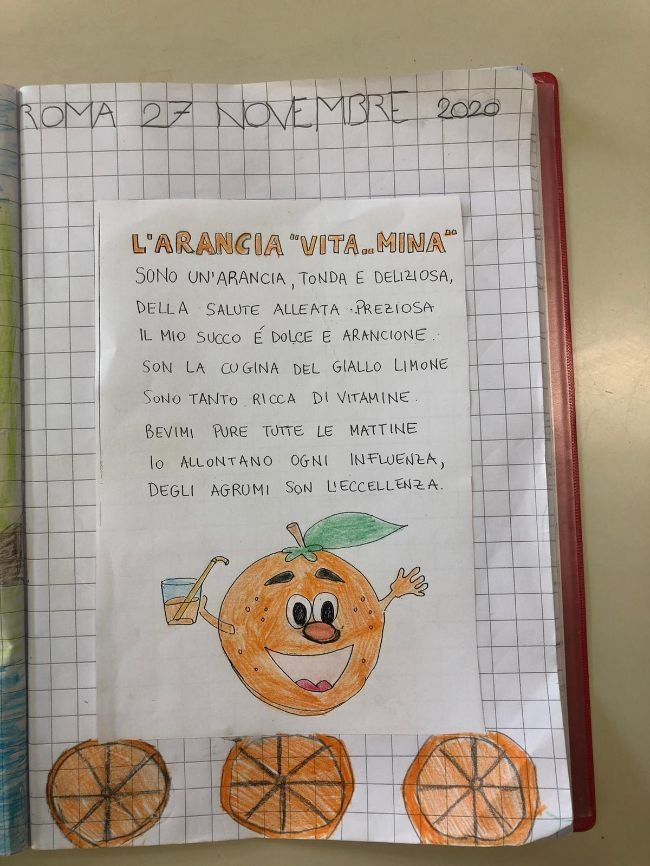 ROMA 27 NOVEMBRE 2020
L'ARANCIA "VITA..MINA"
SONO UN'ARANCIA, TONDA E DELIZIOSA,
DELLA SALUTE ALLEATA PREZIOSA
IL MIO SUCCO É DOLCE E ARANCIONE.
SON LA CUGINA DEL GIALLO LIMONE
SONO TANTO RICCA DI VITAMINE.
BEVIMI PURE TUTTE LE MATTINE
IO ALLONTANO OGNI INFLUENZA,
DEGLI AGRUMI SON L'ECCELLENZA.